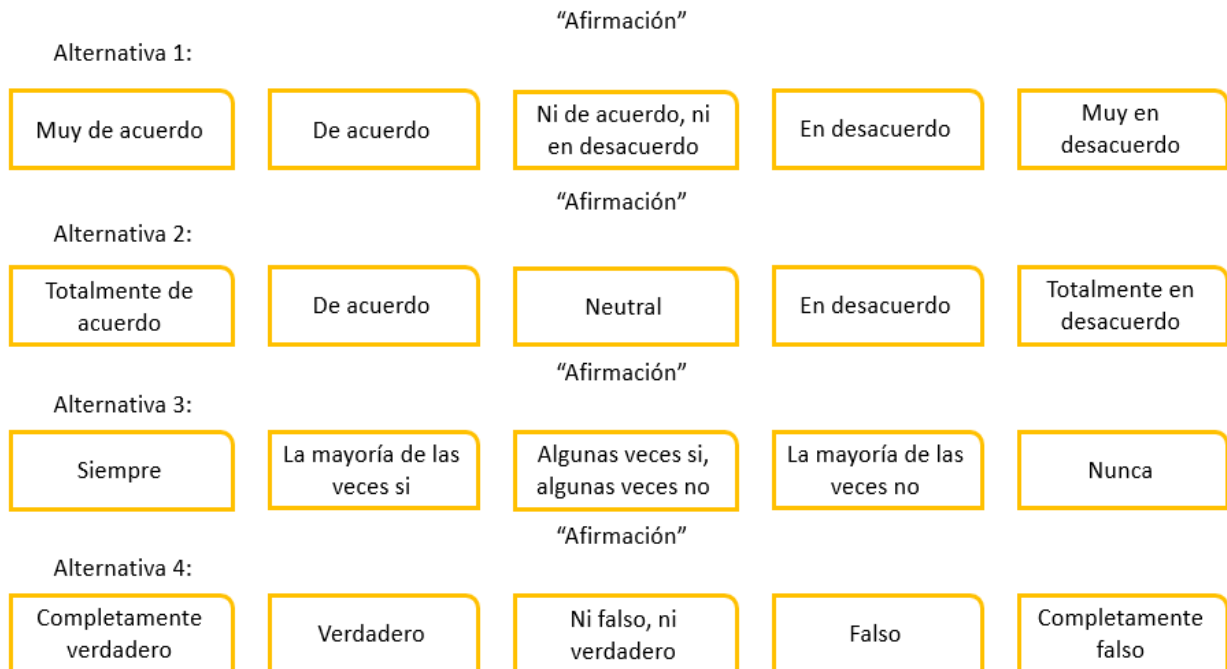 “Afirmación”
Alternativa 1:
Muy de acuerdo
De acuerdo
Ni de acuerdo, ni
en desacuerdo
En desacuerdo
Muy en
desacuerdo
“Afirmación”
Alternativa 2:
Totalmente de
acuerdo
De acuerdo
Neutral
En desacuerdo
Totalmente en
desacuerdo
“Afirmación”
Alternativa 3:
Siempre
La mayoría de las
veces si
Algunas veces si,
algunas veces no
La mayoría de las
veces no
Nunca
“Afirmación”
Alternativa 4:
Completamente
verdadero
Verdadero
Ni falso, ni
verdadero
Falso
Completamente
falso